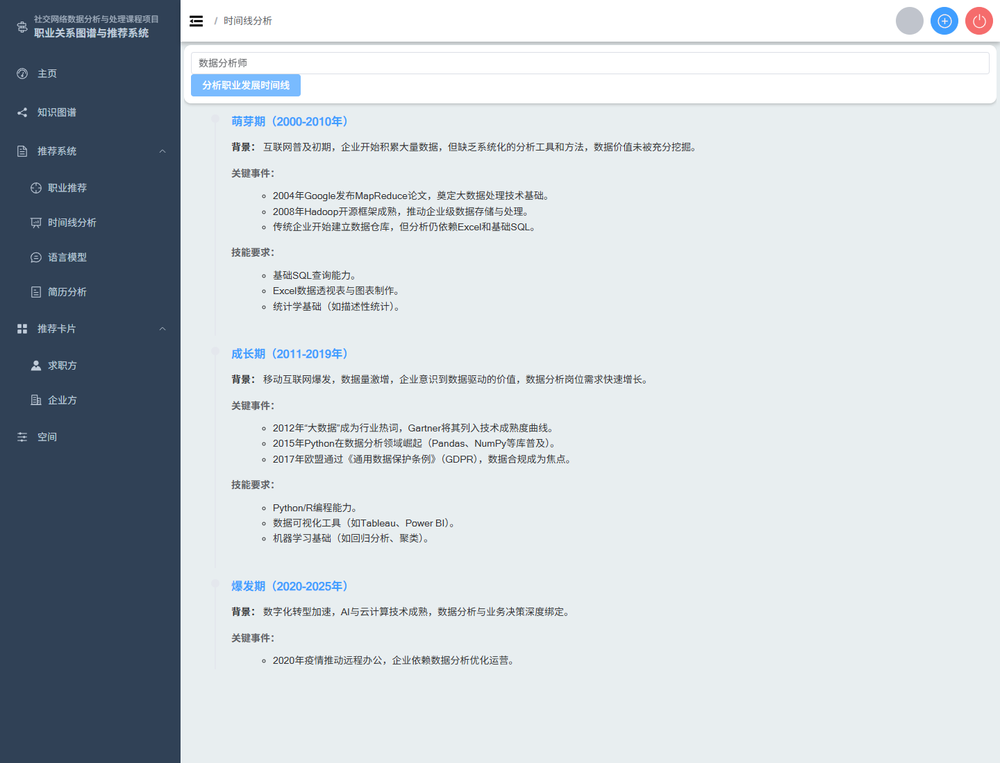 社交网络数据分析与处理课程项目
职业关系图谱与推荐系统
主页
知识图谱
推荐系统
职业推荐
时间线分析
语言模型
简历分析
推荐卡片
求职方
企业方
空间
/ 时间线分析
数据分析师
分析职业发展时间线
萌芽期（2000-2010年）
背景： 互联网普及初期，企业开始积累大量数据，但缺乏系统化的分析工具和方法，数据价值未被充分挖掘。
关键事件：
2004年Google发布MapReduce论文，奠定大数据处理技术基础。
2008年Hadoop开源框架成熟，推动企业级数据存储与处理。
传统企业开始建立数据仓库，但分析仍依赖Excel和基础SQL。
技能要求：
基础SQL查询能力。
Excel数据透视表与图表制作。
统计学基础（如描述性统计）。
成长期（2011-2019年）
背景： 移动互联网爆发，数据量激增，企业意识到数据驱动的价值，数据分析岗位需求快速增长。
关键事件：
2012年“大数据”成为行业热词，Gartner将其列入技术成熟度曲线。
2015年Python在数据分析领域崛起（Pandas、NumPy等库普及）。
2017年欧盟通过《通用数据保护条例》（GDPR），数据合规成为焦点。
技能要求：
Python/R编程能力。
数据可视化工具（如Tableau、Power BI）。
机器学习基础（如回归分析、聚类）。
爆发期（2020-2025年）
背景： 数字化转型加速，AI与云计算技术成熟，数据分析与业务决策深度绑定。
关键事件：
2020年疫情推动远程办公，企业依赖数据分析优化运营。